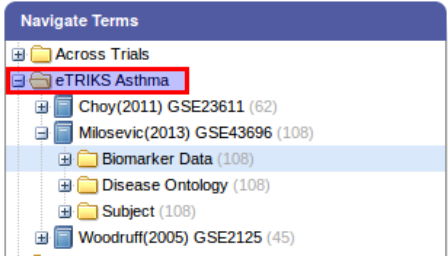 Navigate Terms
Across Trials
eTRIKS Asthma
Choy(2011) GSE23611 (62)
Milosevic(2013) GSE43696 (108)
Biomarker Data (108)
Disease Ontology (108)
Subject (108)
Woodruff(2005) GSE2125 (45)